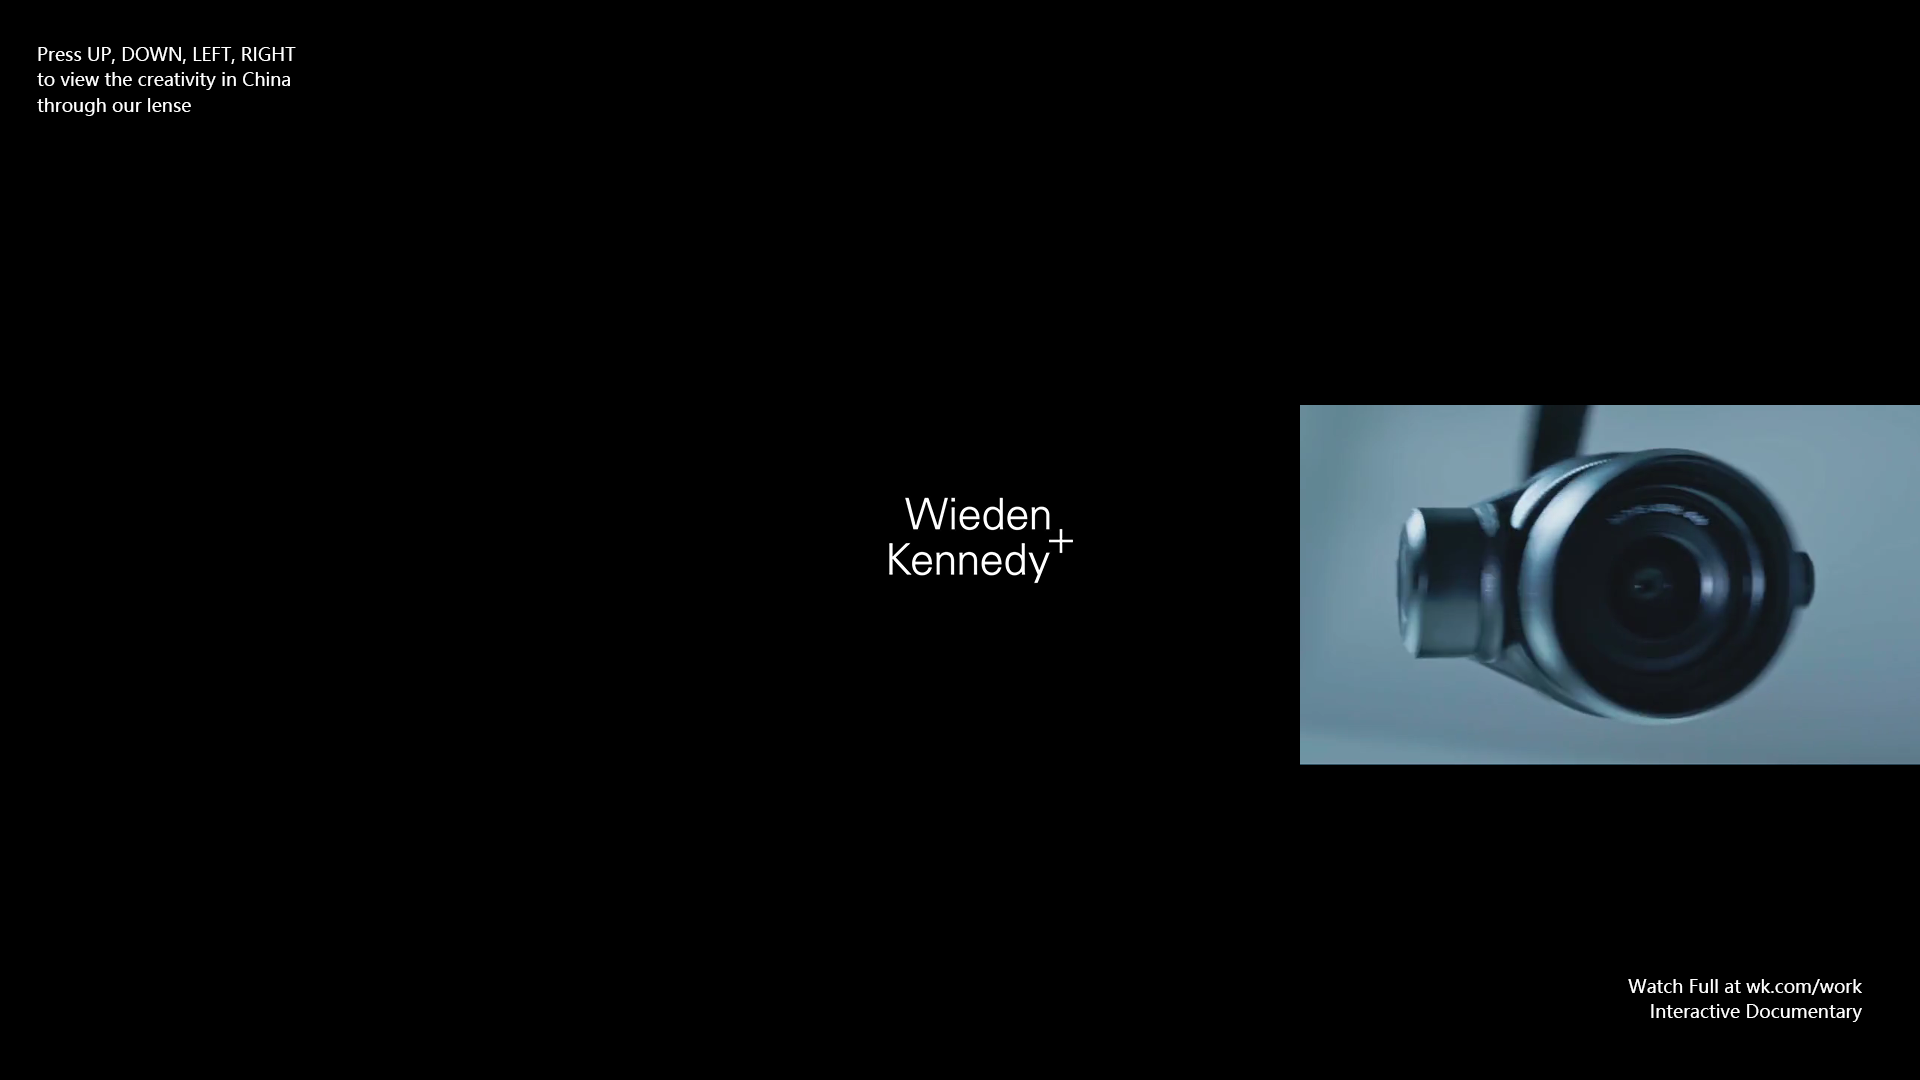 Press UP, DOWN, LEFT, RIGHT
to view the creativity in China
through our lense
Wieden
+
Kennedy
Watch Full at wk.com/work
Interactive Documentary